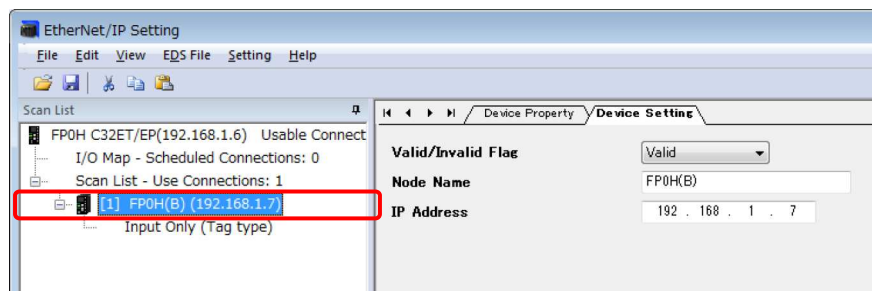 EtherNet/IP Setting
File Edit View EDS File Setting Help
Scan List
Device Property Device Setting
FP0H C32ET/EP(192.168.1.6) Usable Connect
I/O Map - Scheduled Connections: 0
Scan List - Use Connections: 1
[1] FP0H(B) (192.168.1.7)
Input Only (Tag type)
Valid/Invalid Flag Valid
Node Name FP0H(B)
IP Address 192 . 168 . 1 . 7